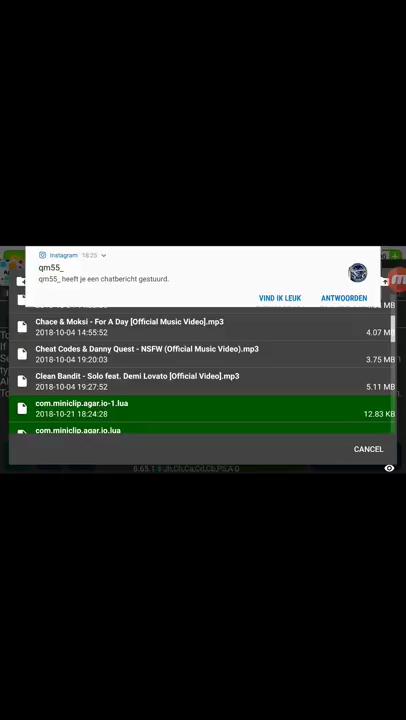 Instagram 18:25
qm55_
qm55_ heeft je een chatbericht gestuurd.
VIND IK LEUK ANTWOORDEN
Chace & Moksi - For A Day [Official Music Video].mp3
2018-10-04 14:55:52 4.07 MB
Cheat Codes & Danny Quest - NSFW (Official Music Video).mp3
2018-10-04 19:20:03 3.75 MB
Clean Bandit - Solo feat. Demi Lovato [Official Video].mp3
2018-10-04 19:27:52 5.11 MB
com.miniclip.agar.io-1.lua
2018-10-21 18:24:28 12.83 KB
com.miniclip.agar.io.lua
CANCEL